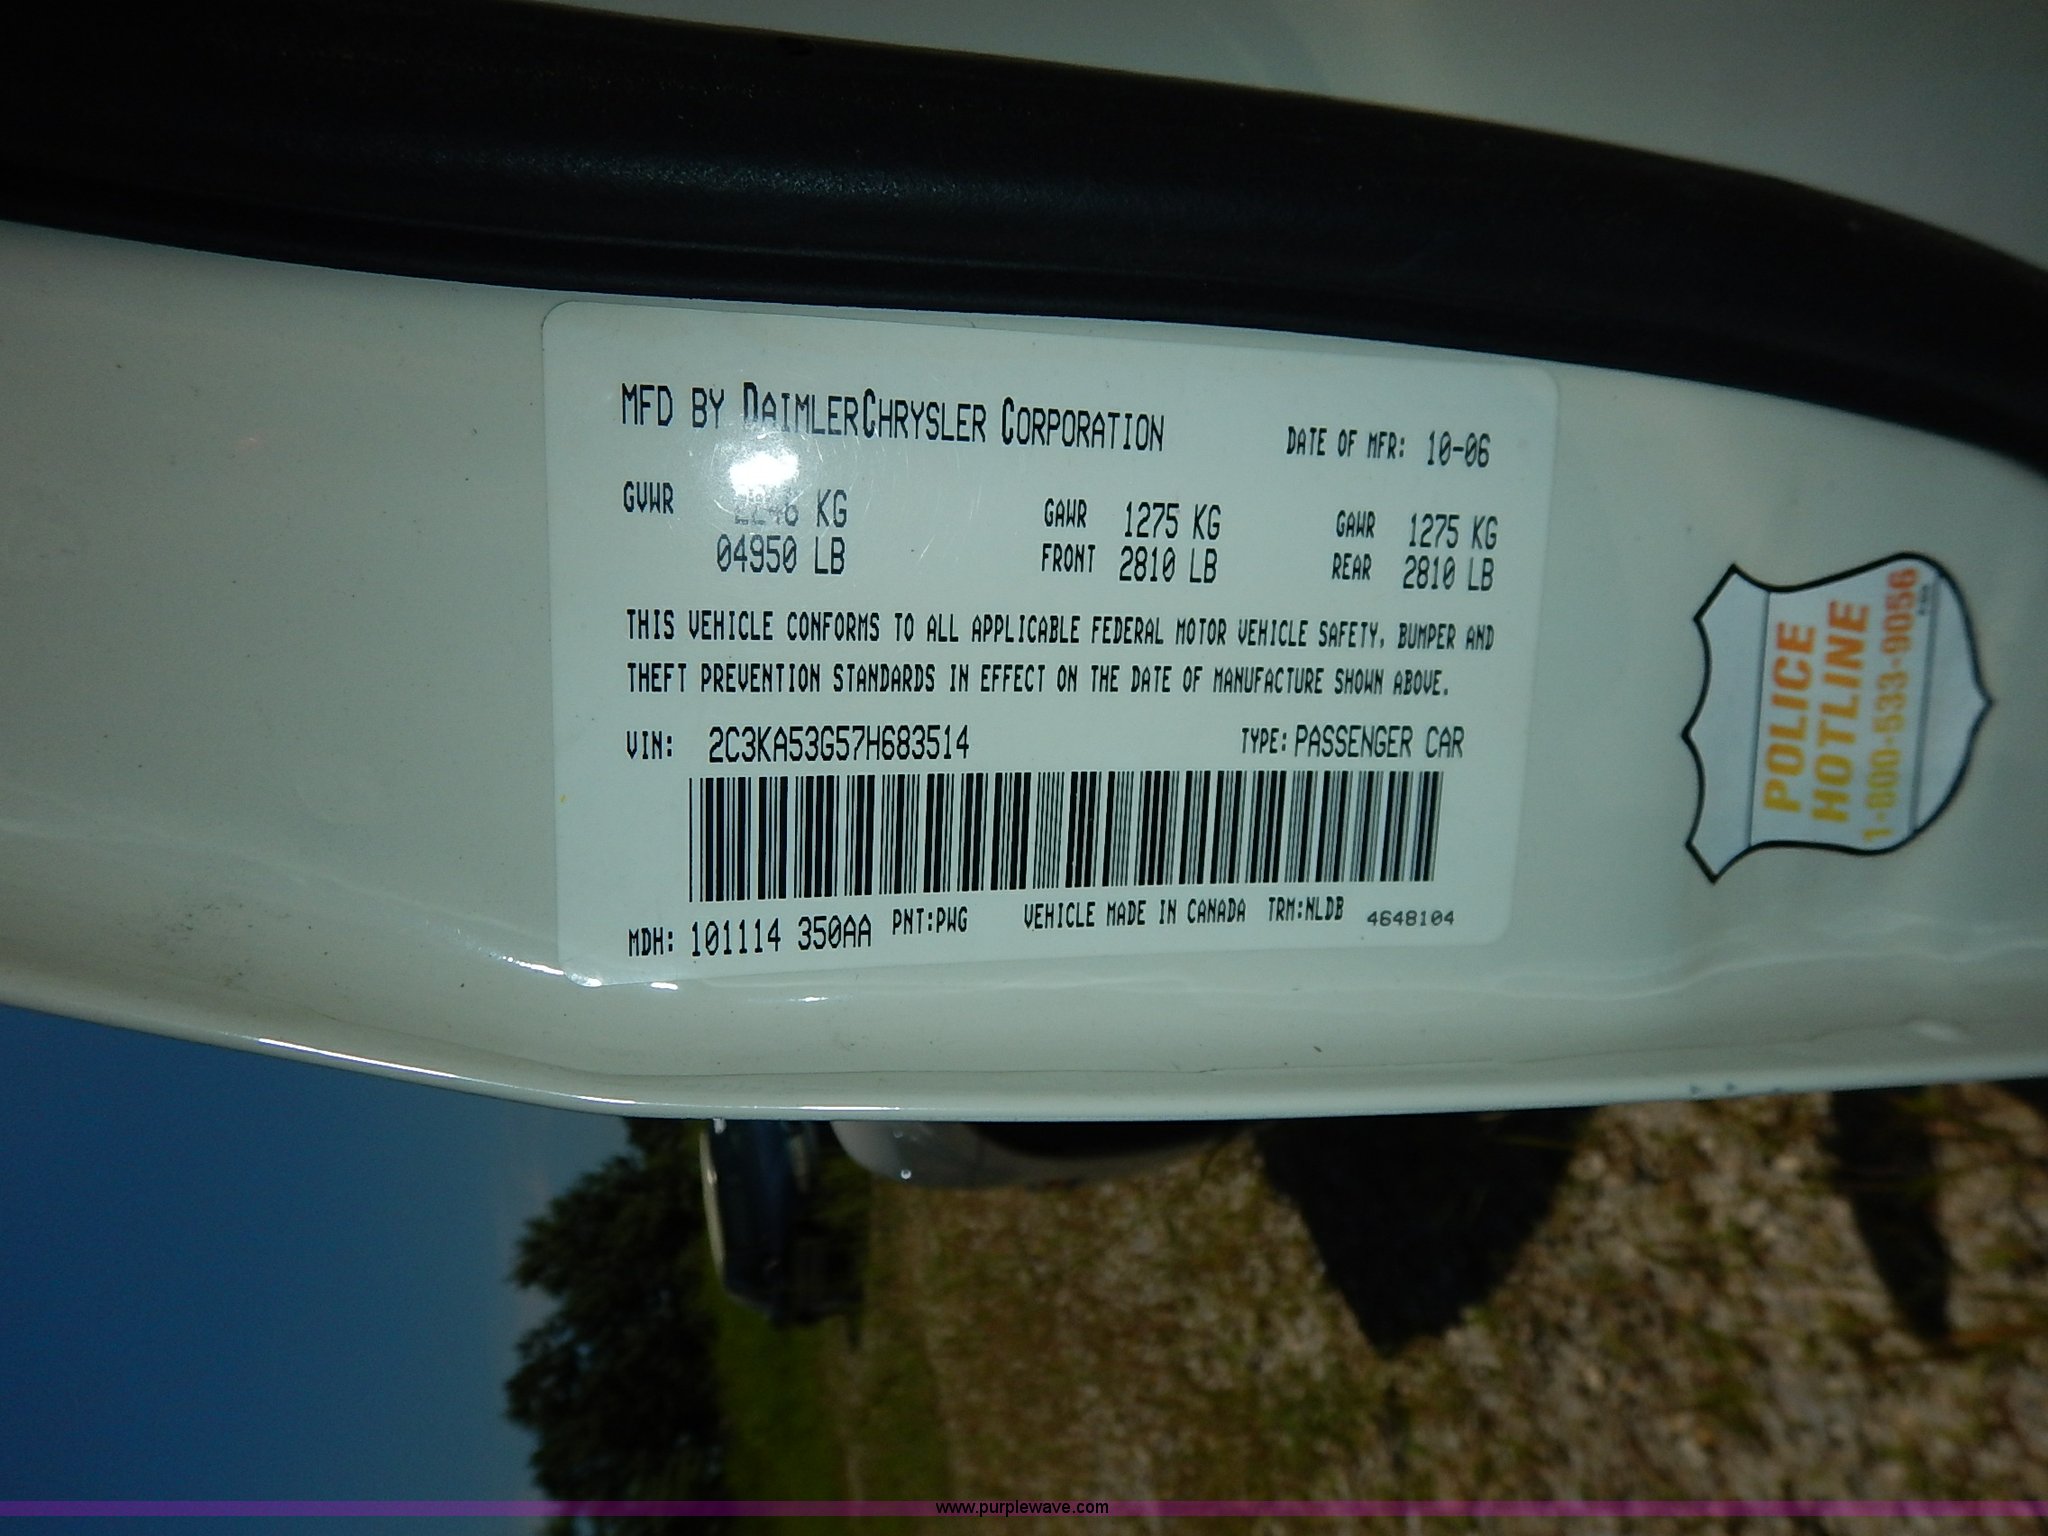 MFD BY DAIMLERCHRYSLER CORPORATION DATE OF MFR: 10-06
GVWR 2246 KG GAWR 1275 KG GAWR 1275 KG
04950 LB FRONT 2810 LB REAR 2810 LB
THIS VEHICLE CONFORMS TO ALL APPLICABLE FEDERAL MOTOR VEHICLE SAFETY, BUMPER AND
THEFT PREVENTION STANDARDS IN EFFECT ON THE DATE OF MANUFACTURE SHOWN ABOVE.
VIN: 2C3KA53G57H683514 TYPE: PASSENGER CAR
MDH: 101114 350AA PNT:PWG VEHICLE MADE IN CANADA TRM:NLDB 4648104
POLICE
HOTLINE
1-800-533-9056
www.purplewave.com